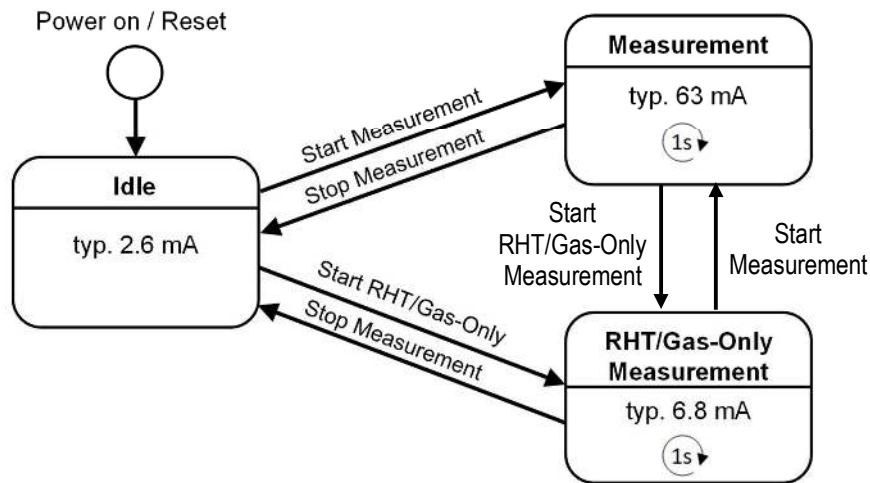 Power on / Reset
Idle
typ. 2.6 mA
Start Measurement
Stop Measurement
Start RHT/Gas-Only
Stop Measurement
Measurement
typ. 63 mA
1s
Start
RHT/Gas-Only
Measurement
Start
Measurement
RHT/Gas-Only
Measurement
typ. 6.8 mA
1s